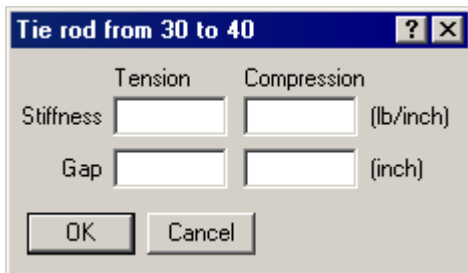 Tie rod from 30 to 40 ? ×
Tension Compression
Stiffness (lb/inch)
Gap (inch)
OK Cancel